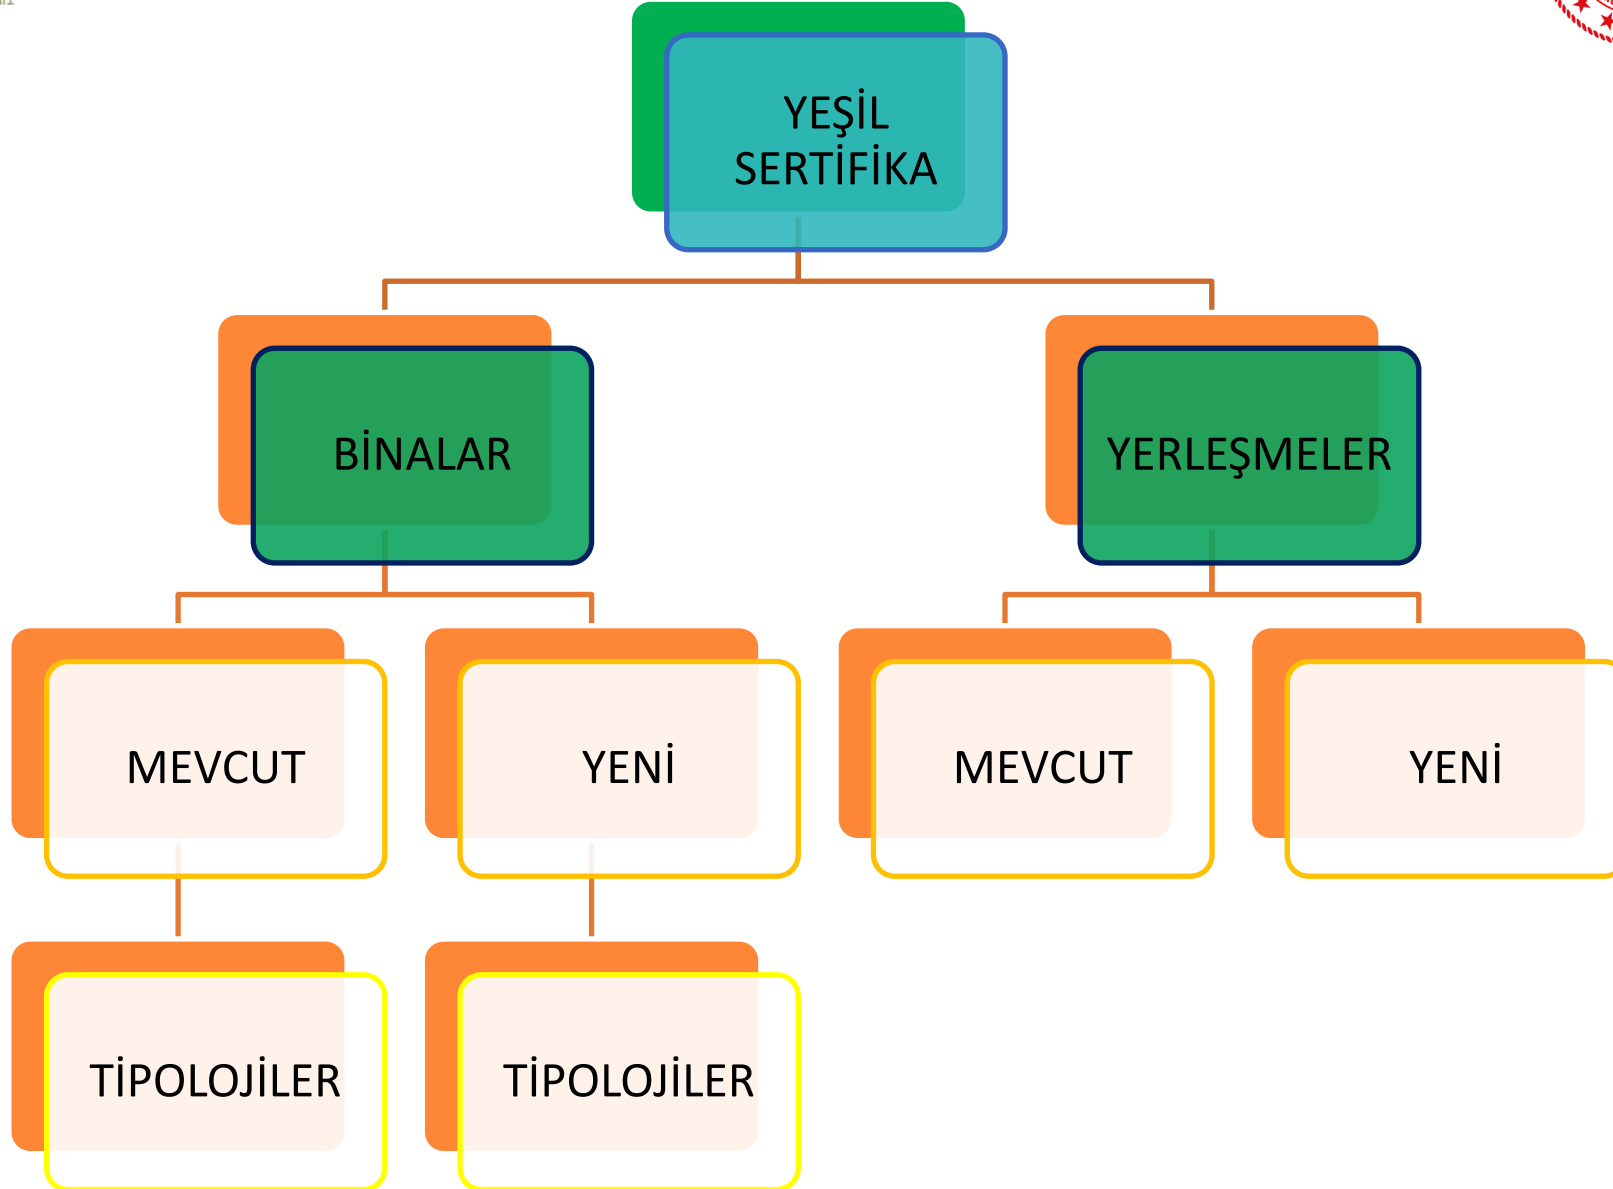 YEŞİL
SERTİFİKA
BİNALAR
YERLEŞMELER
MEVCUT
YENİ
MEVCUT
YENİ
TİPOLOJİLER
TİPOLOJİLER